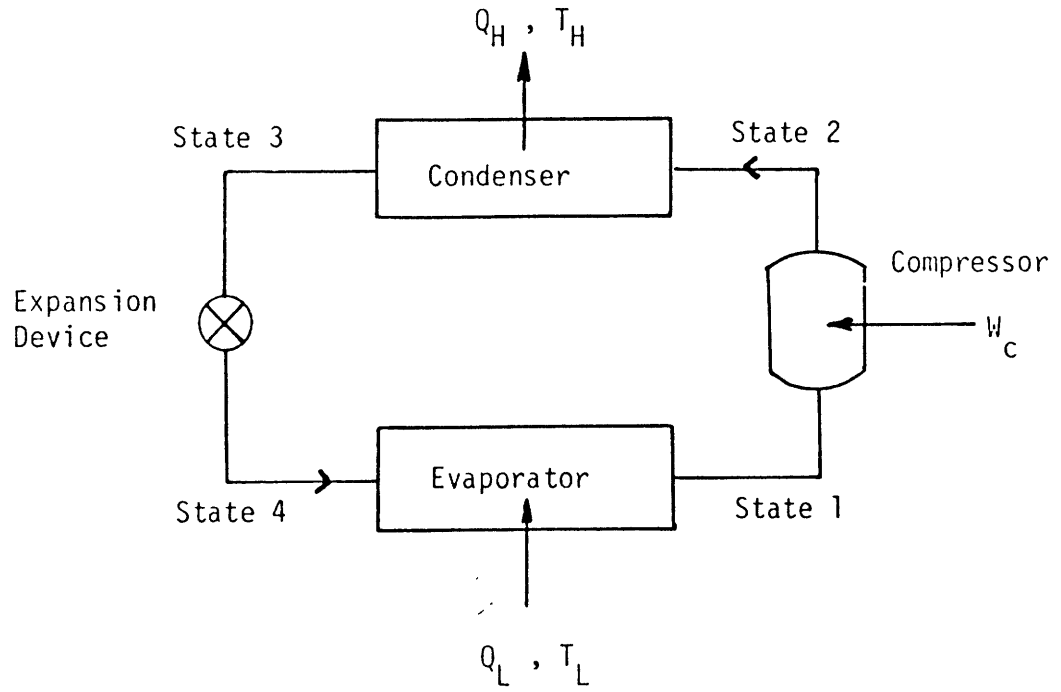 Q_H , T_H
State 3
State 2
Condenser
Compressor
Expansion
Device
W_c
Evaporator
State 4
State 1
Q_L , T_L